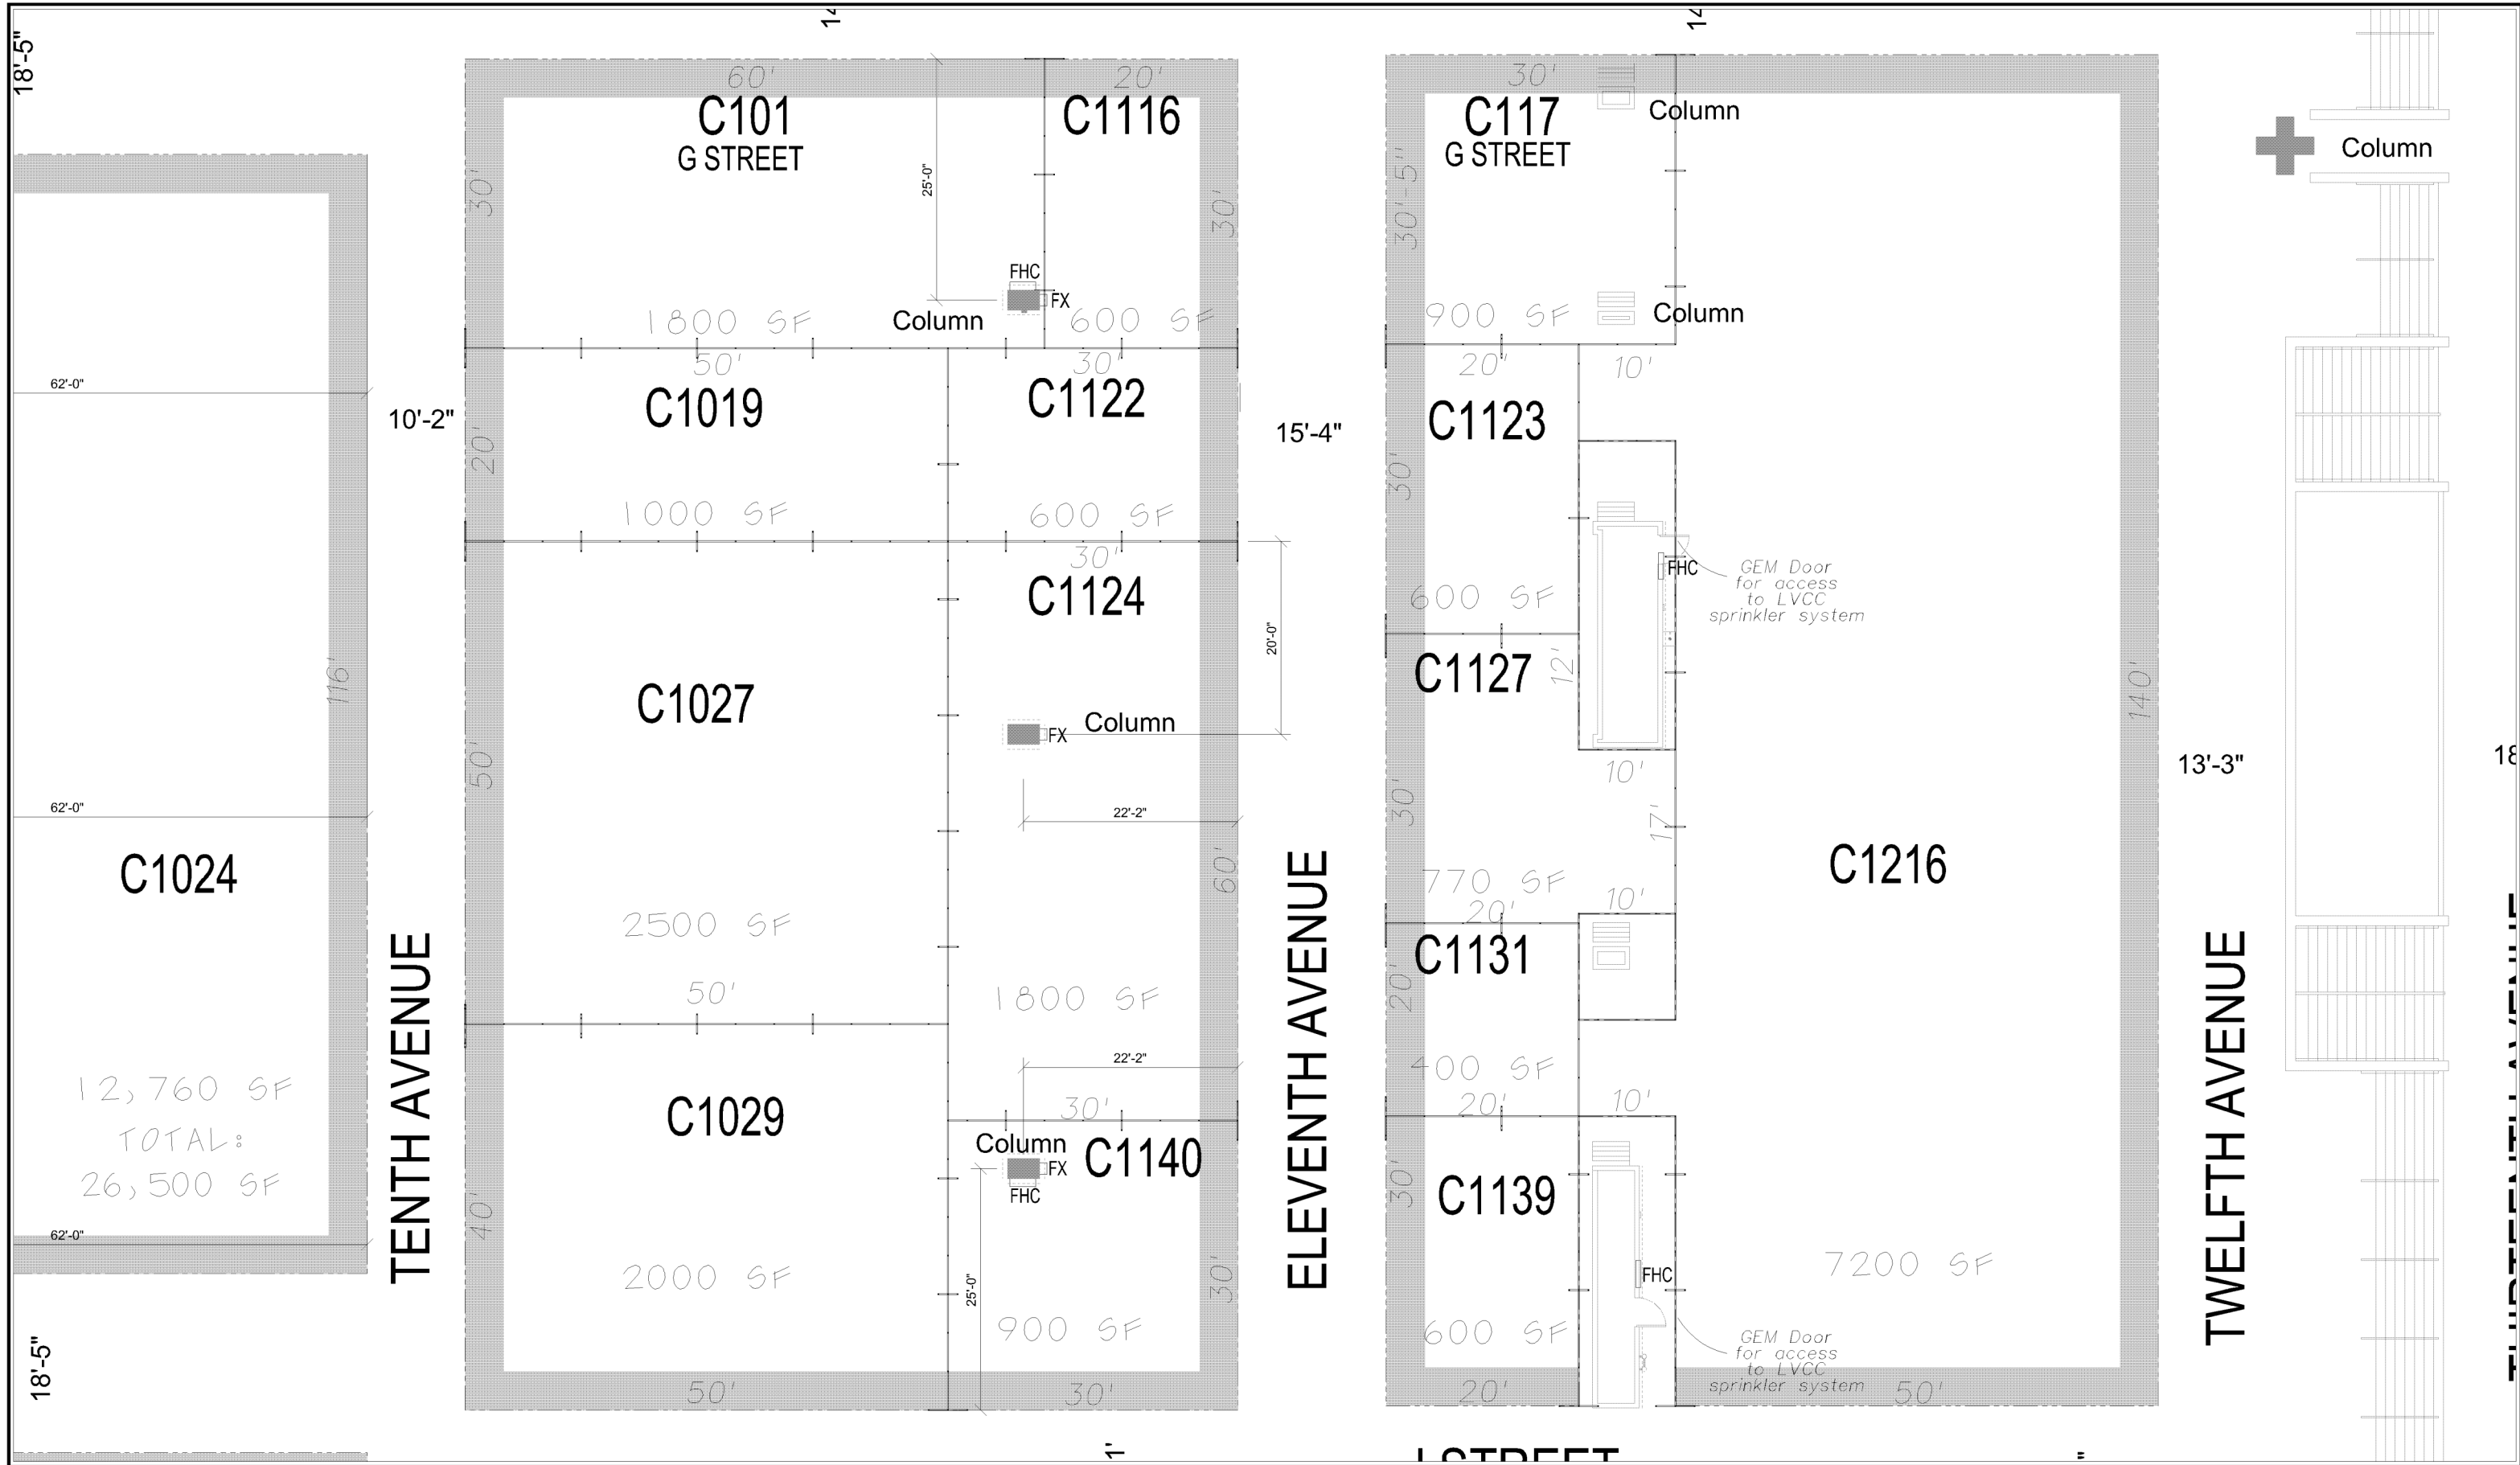 18'-5"
62'-0"
62'-0"
116'
C1024
12,760 SF
TOTAL:
26,500 SF
62'-0"
18'-5"
10'-2"
TENTH AVENUE
60'
C101
G STREET
30'
25'-0"
FHC
FX
Column
1800 SF
20'
C1116
30'
600 SF
50'
C1019
20'
1000 SF
30'
C1122
600 SF
C1027
50'
2500 SF
50'
30'
C1124
20'-0"
Column
FX
22'-2"
60'
1800 SF
22'-2"
30'
C1029
40'
2000 SF
50'
Column
FX
FHC
C1140
25'-0"
30'
900 SF
30'
15'-4"
ELEVENTH AVENUE
30'
C117
G STREET
Column
30'-5"
900 SF
Column
20'
10'
C1123
30'
600 SF
FHC
GEM Door
for access
to LVCC
sprinkler system
C1127
12'
10'
30'
17'
770 SF
20'
10'
C1131
20'
400 SF
20'
10'
C1139
30'
600 SF
20'
FHC
GEM Door
for access
to LVCC
sprinkler system
C1216
140'
7200 SF
50'
13'-3"
TWELFTH AVENUE
Column